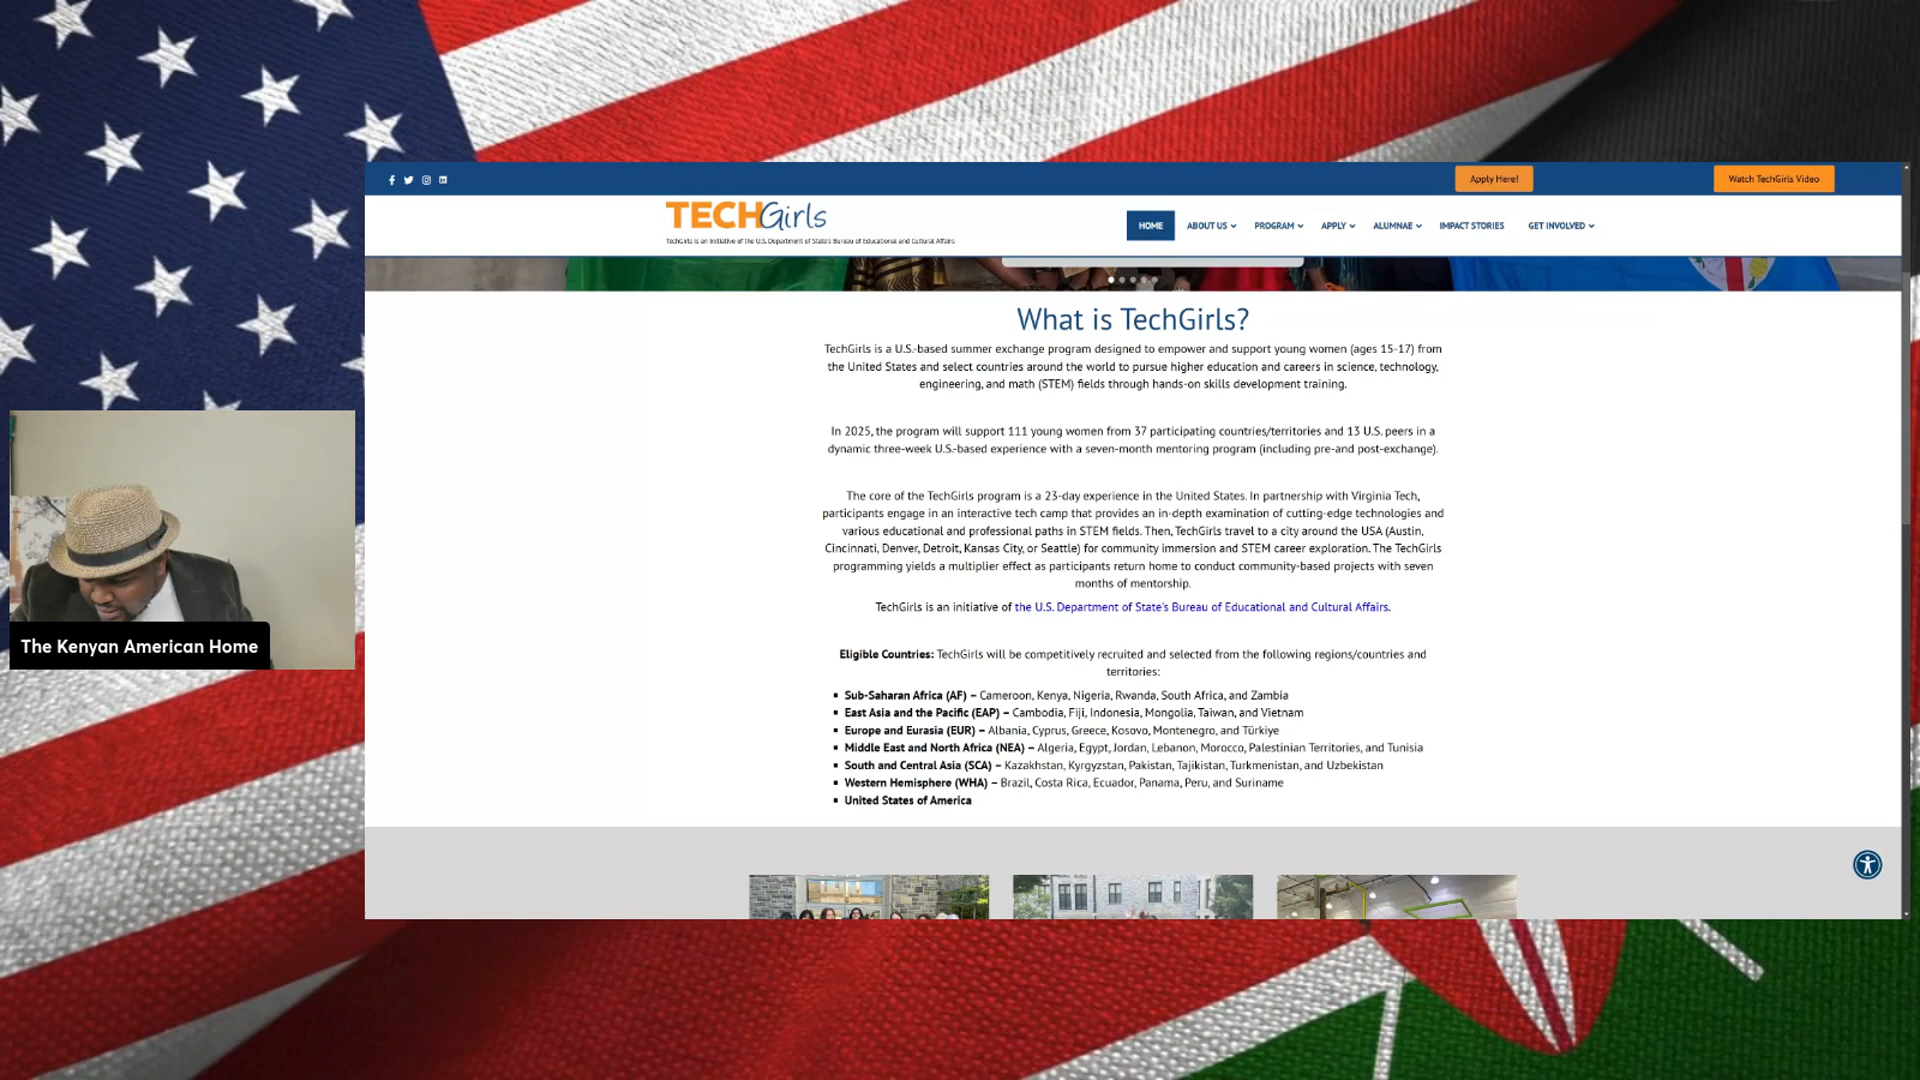 Apply Here!
Watch TechGirls Video
TECHGirls
TechGirls is an Initiative of the U.S. Department of State's Bureau of Educational and Cultural Affairs
HOME
ABOUT US
PROGRAM
APPLY
ALUMNAE
IMPACT STORIES
GET INVOLVED
What is TechGirls?
TechGirls is a U.S.-based summer exchange program designed to empower and support young women (ages 15-17) from
the United States and select countries around the world to pursue higher education and careers in science, technology,
engineering, and math (STEM) fields through hands-on skills development training.
In 2025, the program will support 111 young women from 37 participating countries/territories and 13 U.S. peers in a
dynamic three-week U.S.-based experience with a seven-month mentoring program (including pre-and post-exchange).
The core of the TechGirls program is a 23-day experience in the United States. In partnership with Virginia Tech,
participants engage in an interactive tech camp that provides an in-depth examination of cutting-edge technologies and
various educational and professional paths in STEM fields. Then, TechGirls travel to a city around the USA (Austin,
Cincinnati, Denver, Detroit, Kansas City, or Seattle) for community immersion and STEM career exploration. The TechGirls
programming yields a multiplier effect as participants return home to conduct community-based projects with seven
months of mentorship.
TechGirls is an initiative of the U.S. Department of State's Bureau of Educational and Cultural Affairs.
Eligible Countries: TechGirls will be competitively recruited and selected from the following regions/countries and
territories:
▪ Sub-Saharan Africa (AF) – Cameroon, Kenya, Nigeria, Rwanda, South Africa, and Zambia
▪ East Asia and the Pacific (EAP) – Cambodia, Fiji, Indonesia, Mongolia, Taiwan, and Vietnam
▪ Europe and Eurasia (EUR) – Albania, Cyprus, Greece, Kosovo, Montenegro, and Türkiye
▪ Middle East and North Africa (NEA) – Algeria, Egypt, Jordan, Lebanon, Morocco, Palestinian Territories, and Tunisia
▪ South and Central Asia (SCA) – Kazakhstan, Kyrgyzstan, Pakistan, Tajikistan, Turkmenistan, and Uzbekistan
▪ Western Hemisphere (WHA) – Brazil, Costa Rica, Ecuador, Panama, Peru, and Suriname
▪ United States of America
The Kenyan American Home